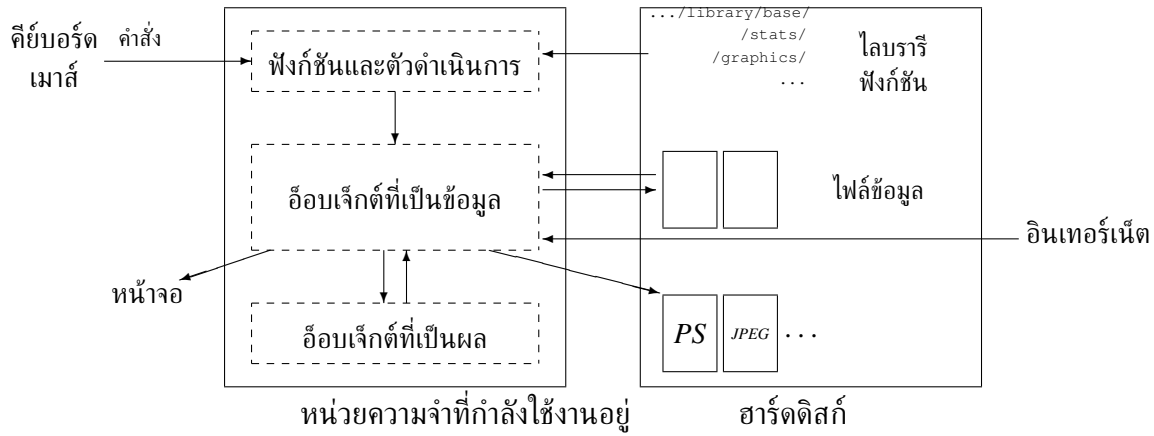 คีย์บอร์ด
เมาส์
คำสั่ง
ฟังก์ชันและตัวดำเนินการ
.../library/base/
/stats/
/graphics/
...
ไลบรารี
ฟังก์ชัน
อ็อบเจ็กต์ที่เป็นข้อมูล
ไฟล์ข้อมูล
อินเทอร์เน็ต
หน้าจอ
อ็อบเจ็กต์ที่เป็นผล
PS
JPEG
...
หน่วยความจำที่กำลังใช้งานอยู่
ฮาร์ดดิสก์